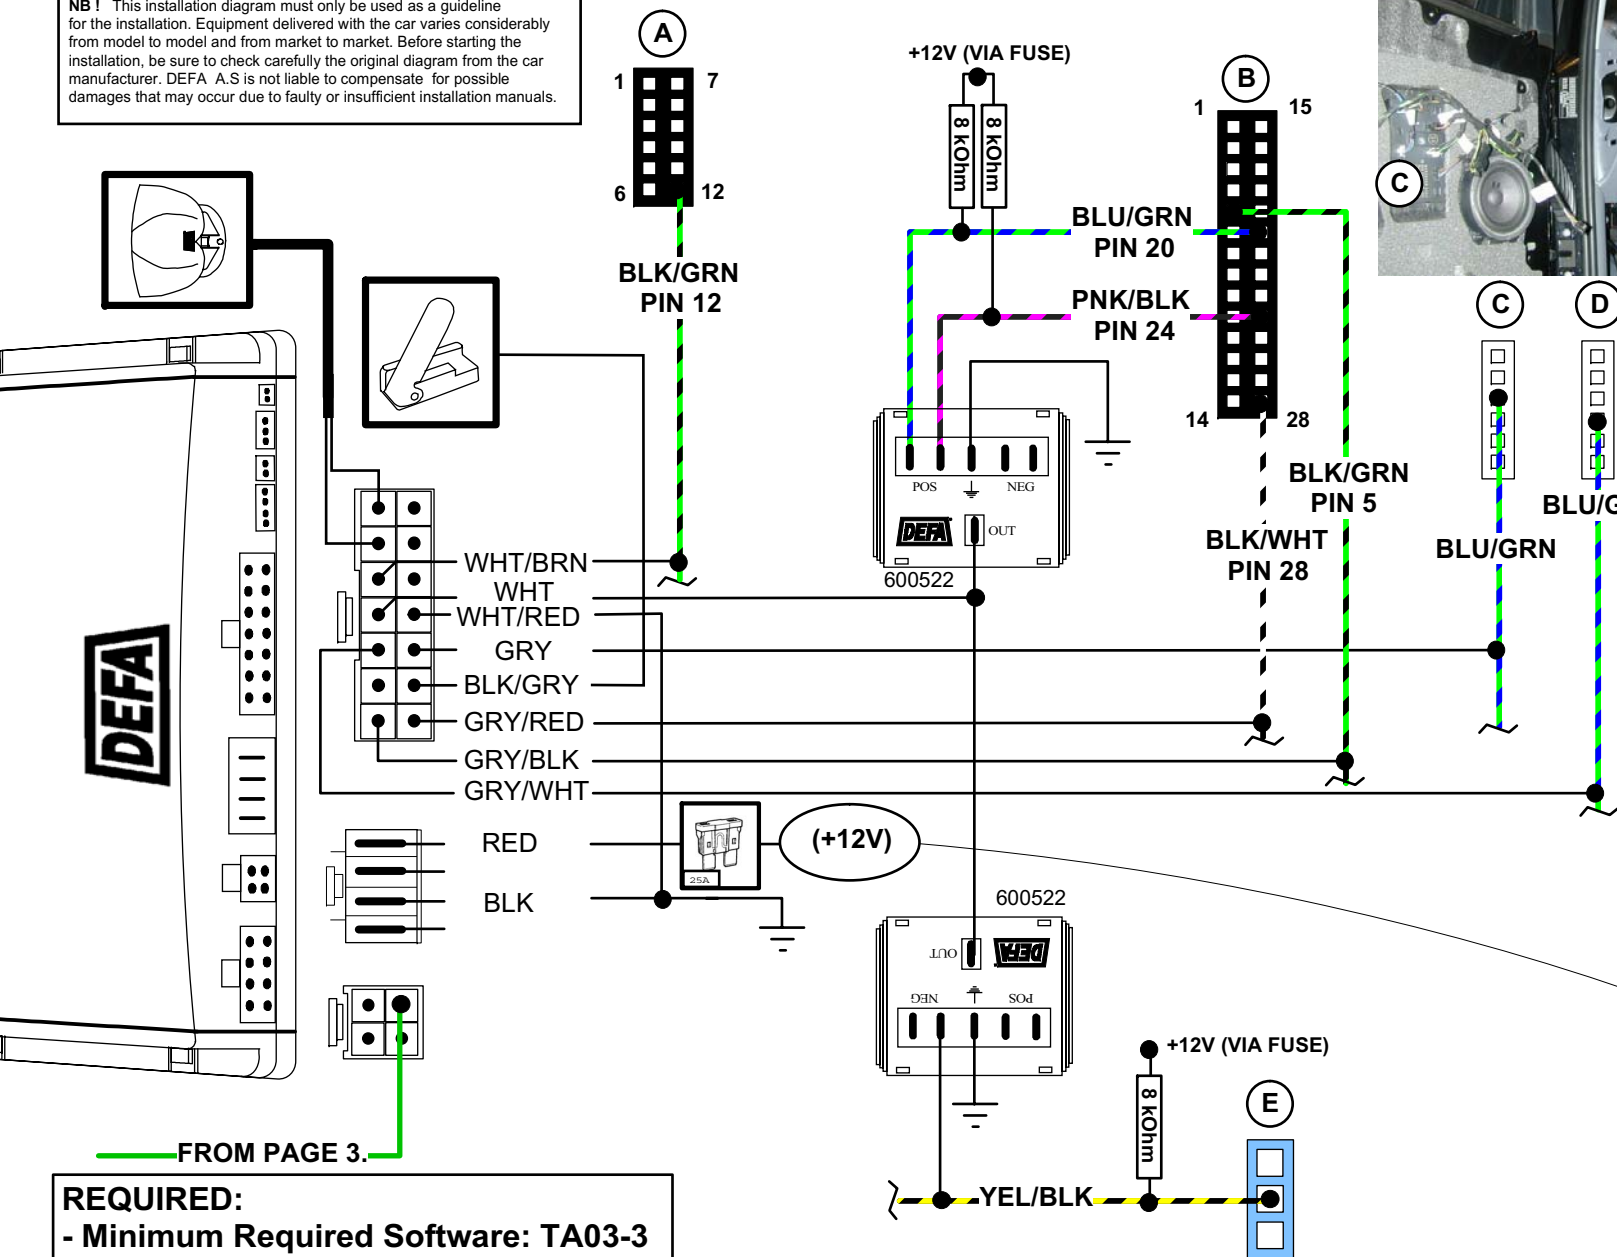 NB !   This installation diagram must only be used as a guideline
for the installation. Equipment delivered with the car varies considerably
from model to model and from market to market. Before starting the
installation, be sure to check carefully the original diagram from the car
manufacturer. DEFA  A.S is not liable to compensate  for possible
damages that may occur due to faulty or insufficient installation manuals.
A
1
7
6
12
BLK/GRN
PIN 12
+12V (VIA FUSE)
8 kOhm
8 kOhm
B
1
15
14
28
BLU/GRN
PIN 20
PNK/BLK
PIN 24
C
C
D
BLK/GRN
PIN 5
BLK/WHT
PIN 28
BLU/GRN
BLU/G
POS
NEG
DEFA
OUT
600522
DEFA
WHT/BRN
WHT
WHT/RED
GRY
BLK/GRY
GRY/RED
GRY/BLK
GRY/WHT
RED
25A
(+12V)
BLK
600522
OUT
DEFA
NEG
POS
+12V (VIA FUSE)
8 kOhm
E
YEL/BLK
FROM PAGE 3.
REQUIRED:
- Minimum Required Software: TA03-3